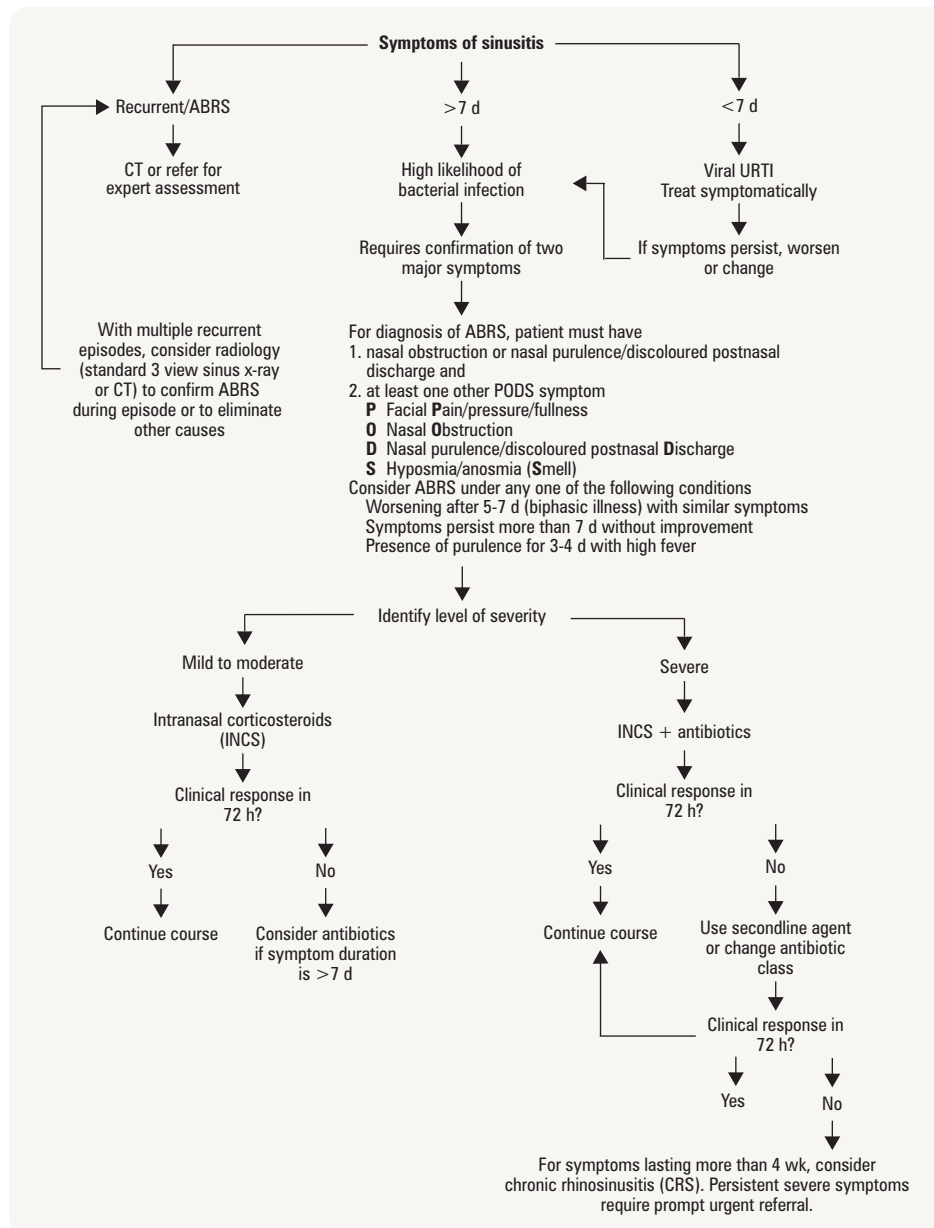 Symptoms of sinusitis
Recurrent/ABRS
>7 d
<7 d
CT or refer for
expert assessment
High likelihood of
bacterial infection
Viral URTI
Treat symptomatically
Requires confirmation of two
major symptoms
If symptoms persist, worsen
or change
With multiple recurrent
episodes, consider radiology
(standard 3 view sinus x-ray
or CT) to confirm ABRS
during episode or to eliminate
other causes
For diagnosis of ABRS, patient must have
1. nasal obstruction or nasal purulence/discoloured postnasal
discharge and
2. at least one other PODS symptom
P Facial Pain/pressure/fullness
O Nasal Obstruction
D Nasal purulence/discoloured postnasal Discharge
S Hyposmia/anosmia (Smell)
Consider ABRS under any one of the following conditions
Worsening after 5-7 d (biphasic illness) with similar symptoms
Symptoms persist more than 7 d without improvement
Presence of purulence for 3-4 d with high fever
Identify level of severity
Mild to moderate
Intranasal corticosteroids
(INCS)
Clinical response in
72 h?
Yes
No
Continue course
Consider antibiotics
if symptom duration
is >7 d
Severe
INCS + antibiotics
Clinical response in
72 h?
Yes
No
Continue course
Use secondline agent
or change antibiotic
class
Clinical response in
72 h?
Yes
No
For symptoms lasting more than 4 wk, consider
chronic rhinosinusitis (CRS). Persistent severe symptoms
require prompt urgent referral.